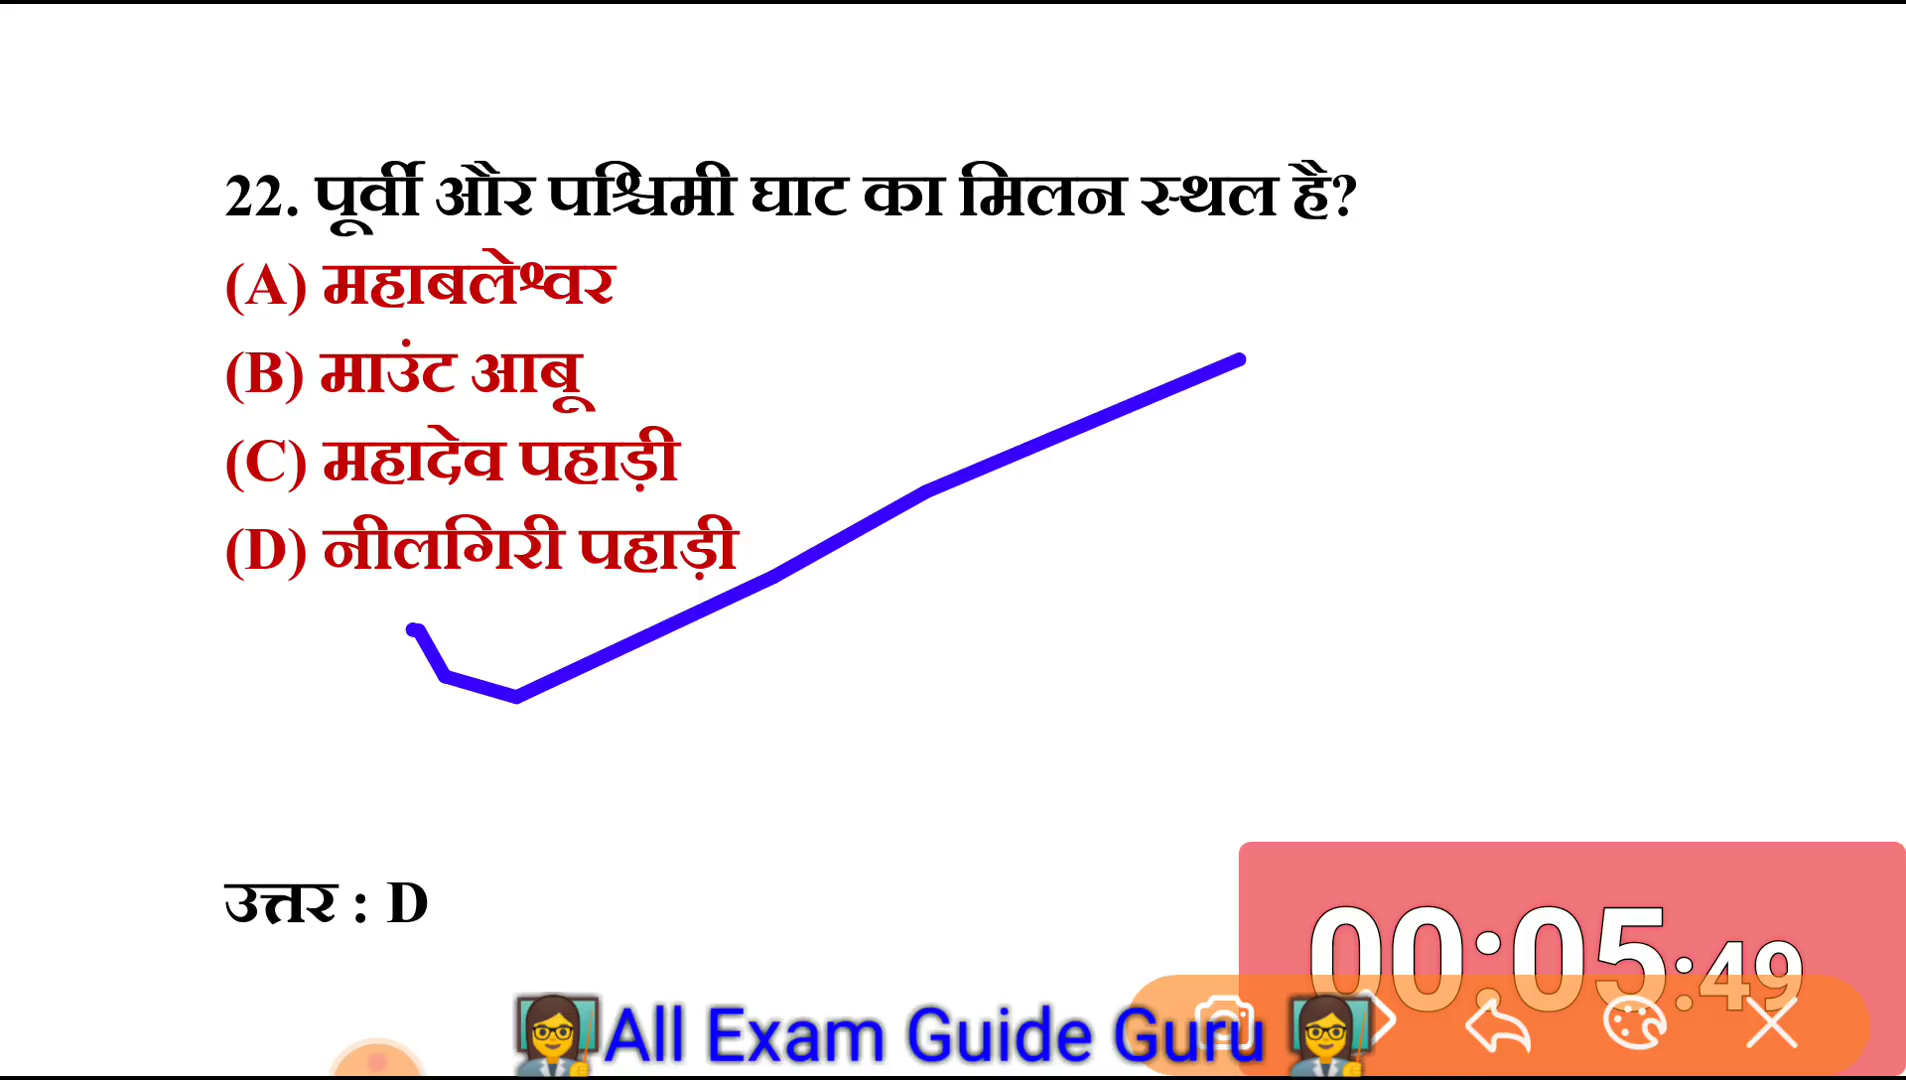 22. पूर्वी और पश्चिमी घाट का मिलन स्थल है?
(A) महाबलेश्वर
(B) माउंट आबू
(C) महादेव पहाड़ी
(D) नीलगिरी पहाड़ी
उत्तर : D
00:05:49
All Exam Guide Guru